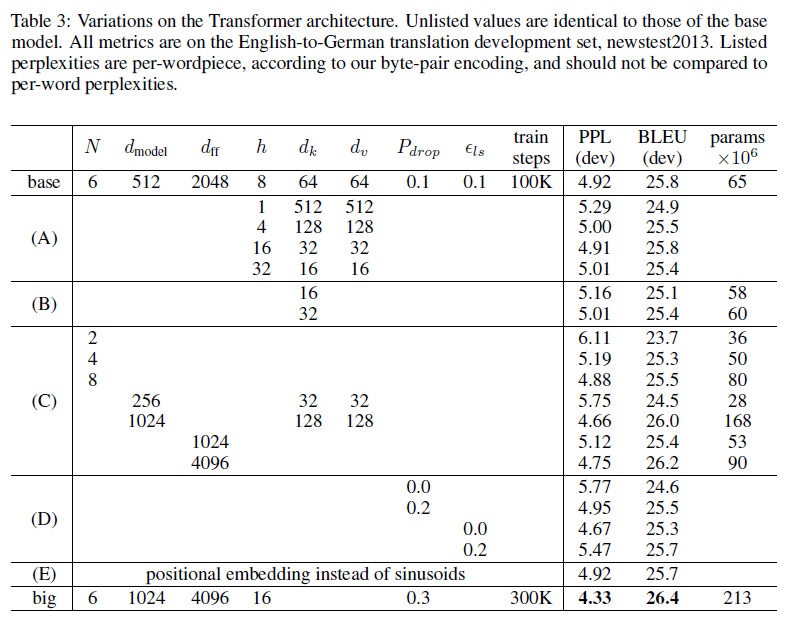 Table 3: Variations on the Transformer architecture. Unlisted values are identical to those of the base
model. All metrics are on the English-to-German translation development set, newstest2013. Listed
perplexities are per-wordpiece, according to our byte-pair encoding, and should not be compared to
per-word perplexities.
N d_model d_ff h d_k d_v P_drop ϵ_ls train steps PPL (dev) BLEU (dev) params ×10^6
base 6 512 2048 8 64 64 0.1 0.1 100K 4.92 25.8 65
(A)
1 512 512 5.29 24.9
4 128 128 5.00 25.5
16 32 32 4.91 25.8
32 16 16 5.01 25.4
(B)
16 5.16 25.1 58
32 5.01 25.4 60
(C)
2 6.11 23.7 36
4 5.19 25.3 50
8 4.88 25.5 80
256 32 32 5.75 24.5 28
1024 128 128 4.66 26.0 168
1024 5.12 25.4 53
4096 4.75 26.2 90
(D)
0.0 5.77 24.6
0.2 4.95 25.5
0.0 4.67 25.3
0.2 5.47 25.7
(E) positional embedding instead of sinusoids 4.92 25.7
big 6 1024 4096 16 0.3 300K 4.33 26.4 213